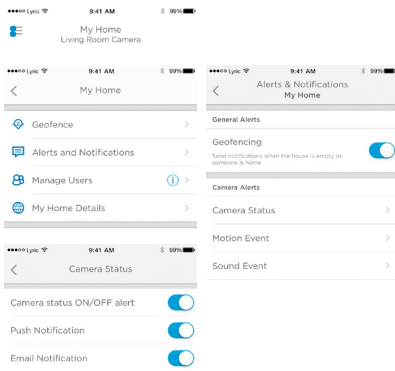 Lyric 9:41 AM 99%
My Home
Living Room Camera
Lyric 9:41 AM 99%
My Home
Geofence
Alerts and Notifications
Manage Users
My Home Details
Lyric 9:41 AM 99%
Camera Status
Camera status ON/OFF alert
Push Notification
Email Notification
Lyric 9:41 AM 99%
Alerts & Notifications
My Home
General Alerts
Geofencing
Send notifications when the house is empty or
someone is home
Camera Alerts
Camera Status
Motion Event
Sound Event